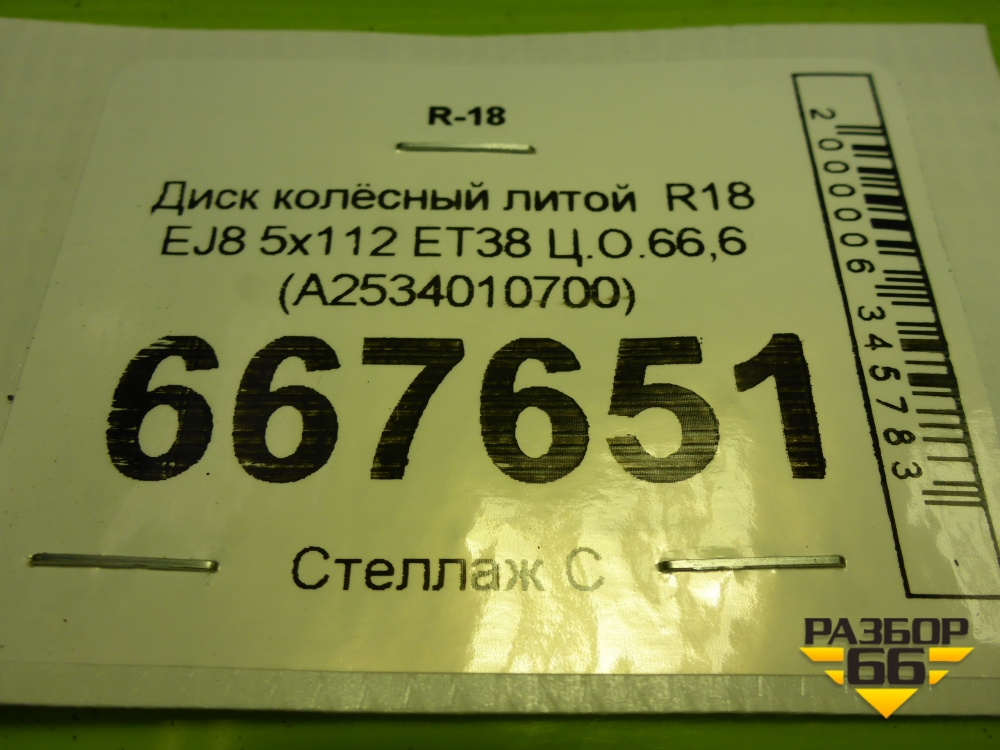 R-18
Диск колёсный литой R18
EJ8 5x112 ET38 Ц.О.66,6
(A2534010700)
667651
Стеллаж С
2000006345783
РАЗБОР
66